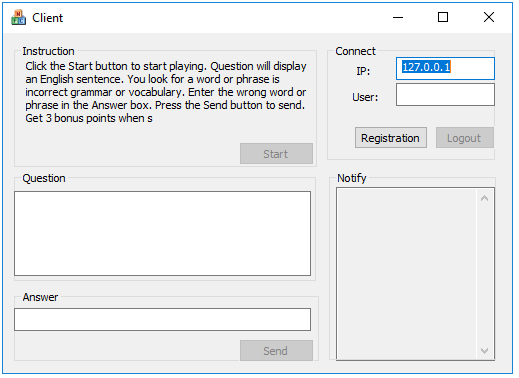 Client
Instruction
Click the Start button to start playing. Question will display
an English sentence. You look for a word or phrase is
incorrect grammar or vocabulary. Enter the wrong word or
phrase in the Answer box. Press the Send button to send.
Get 3 bonus points when s
Start
Connect
IP: 127.0.0.1
User:
Registration Logout
Question
Notify
Answer
Send